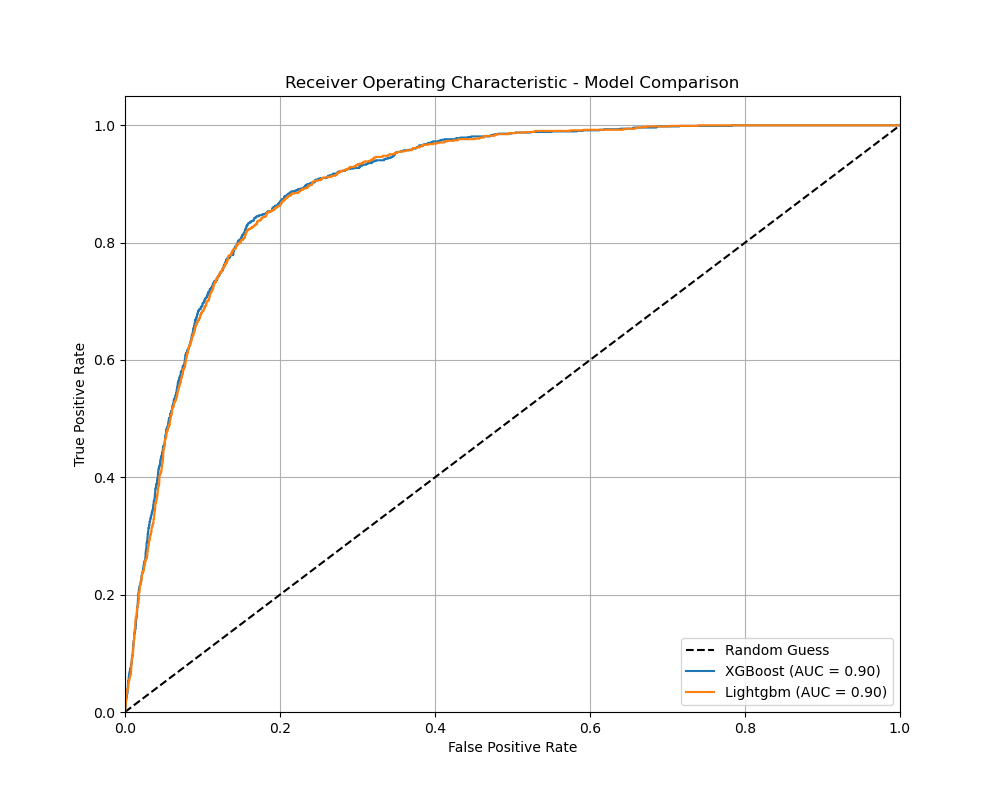 Receiver Operating Characteristic - Model Comparison
1.0
0.8
0.6
0.4
0.2
0.0
True Positive Rate
0.0 0.2 0.4 0.6 0.8 1.0
False Positive Rate
Random Guess
XGBoost (AUC = 0.90)
Lightgbm (AUC = 0.90)